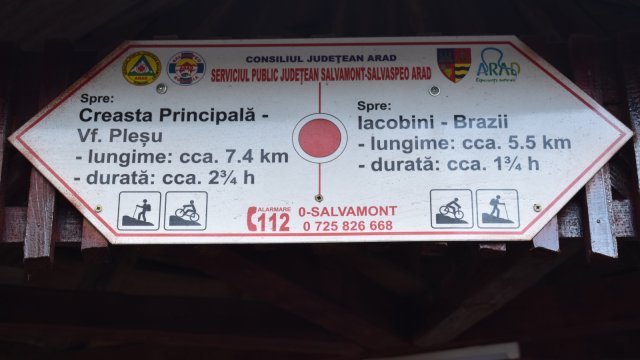 CONSILIUL JUDEȚEAN ARAD
SERVICIUL PUBLIC JUDEȚEAN SALVAMONT-SALVASPEO ARAD
ARAD
Spre:
Creasta Principală -
Vf. Pleșu
- lungime: cca. 7.4 km
- durată: cca. 2¾ h
Spre:
Iacobini - Brazii
- lungime: cca. 5.5 km
- durată: cca. 1¾ h
ALARMARE
112
0-SALVAMONT
0 725 826 668